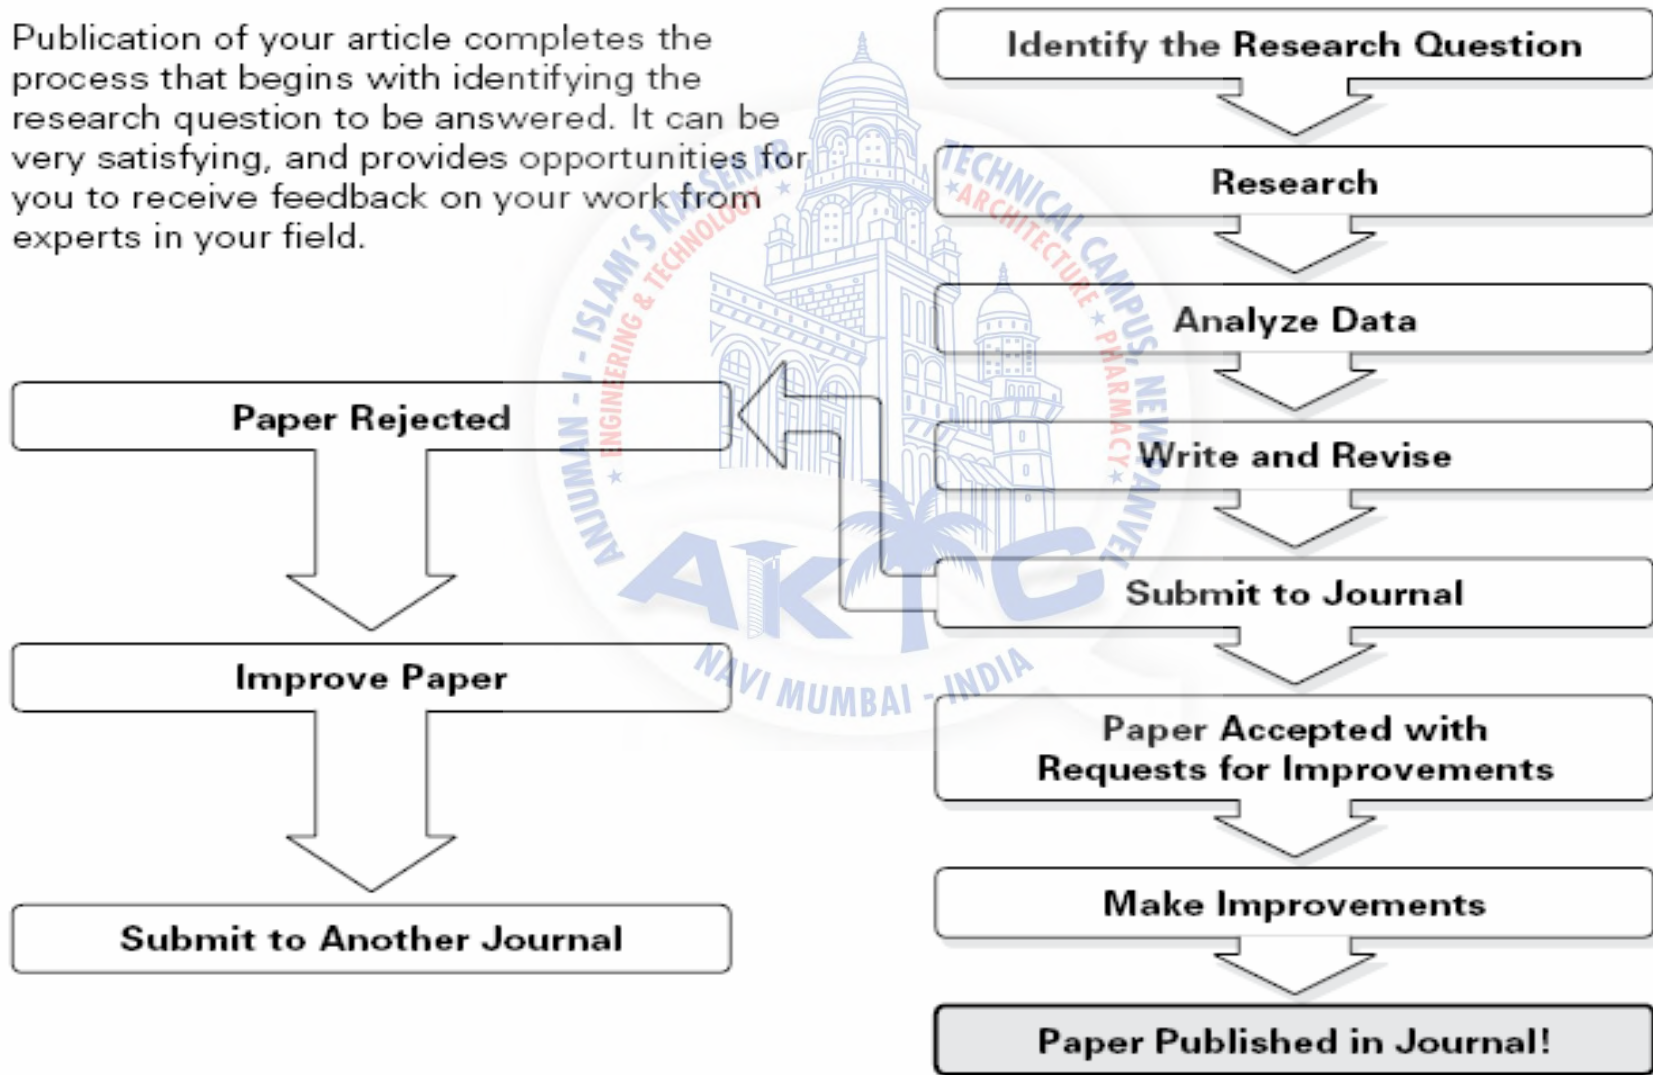 Publication of your article completes the
process that begins with identifying the
research question to be answered. It can be
very satisfying, and provides opportunities for
you to receive feedback on your work from
experts in your field.
Identify the Research Question
Research
Analyze Data
Write and Revise
Submit to Journal
Paper Accepted with
Requests for Improvements
Make Improvements
Paper Published in Journal!
Paper Rejected
Improve Paper
Submit to Another Journal
ANJUMAN - I - ISLAM'S KALSEKAR TECHNICAL CAMPUS, NEW PANVEL
ENGINEERING & TECHNOLOGY ★ ARCHITECTURE ★ PHARMACY ★
AKTC
NAVI MUMBAI - INDIA